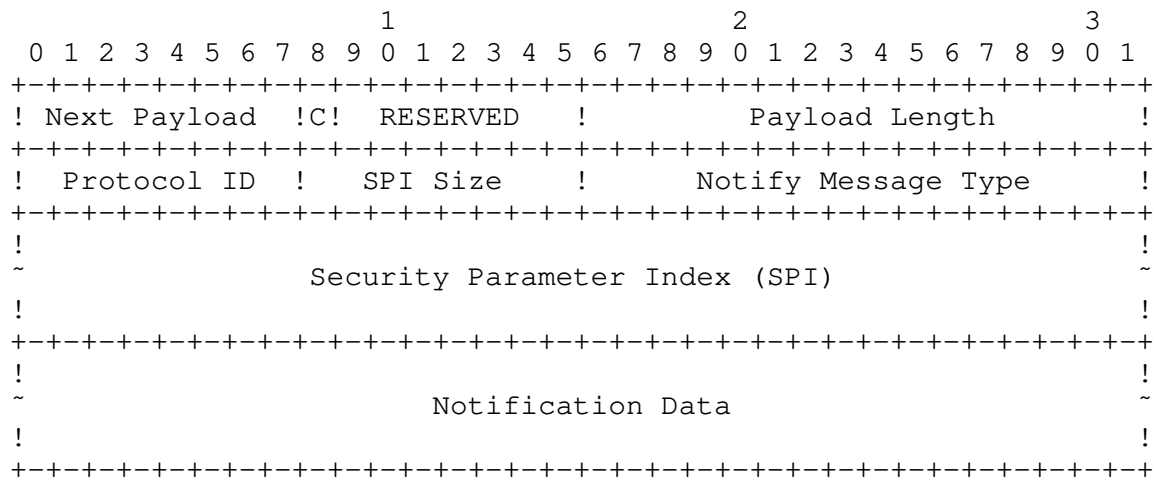 1                   2                   3
 0 1 2 3 4 5 6 7 8 9 0 1 2 3 4 5 6 7 8 9 0 1 2 3 4 5 6 7 8 9 0 1
+-+-+-+-+-+-+-+-+-+-+-+-+-+-+-+-+-+-+-+-+-+-+-+-+-+-+-+-+-+-+-+-+
! Next Payload  !C!  RESERVED   !         Payload Length        !
+-+-+-+-+-+-+-+-+-+-+-+-+-+-+-+-+-+-+-+-+-+-+-+-+-+-+-+-+-+-+-+-+
!  Protocol ID  !   SPI Size    !      Notify Message Type      !
+-+-+-+-+-+-+-+-+-+-+-+-+-+-+-+-+-+-+-+-+-+-+-+-+-+-+-+-+-+-+-+-+
!                                                               !
~                Security Parameter Index (SPI)                 ~
!                                                               !
+-+-+-+-+-+-+-+-+-+-+-+-+-+-+-+-+-+-+-+-+-+-+-+-+-+-+-+-+-+-+-+-+
!                                                               !
~                       Notification Data                       ~
!                                                               !
+-+-+-+-+-+-+-+-+-+-+-+-+-+-+-+-+-+-+-+-+-+-+-+-+-+-+-+-+-+-+-+-+